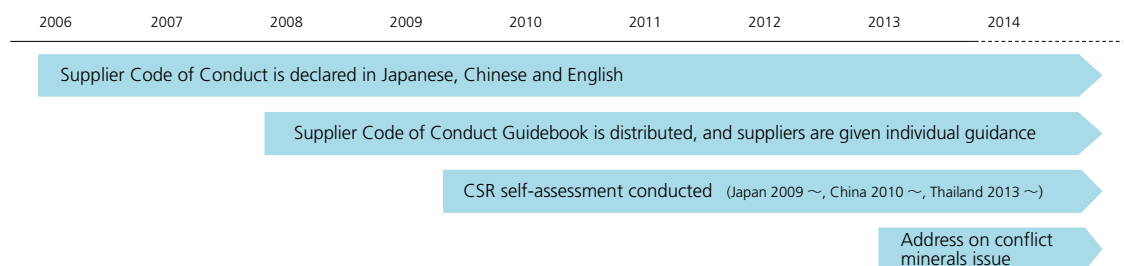 2006 2007 2008 2009 2010 2011 2012 2013 2014
Supplier Code of Conduct is declared in Japanese, Chinese and English
Supplier Code of Conduct Guidebook is distributed, and suppliers are given individual guidance
CSR self-assessment conducted (Japan 2009 ～, China 2010 ～, Thailand 2013 ～)
Address on conflict
minerals issue